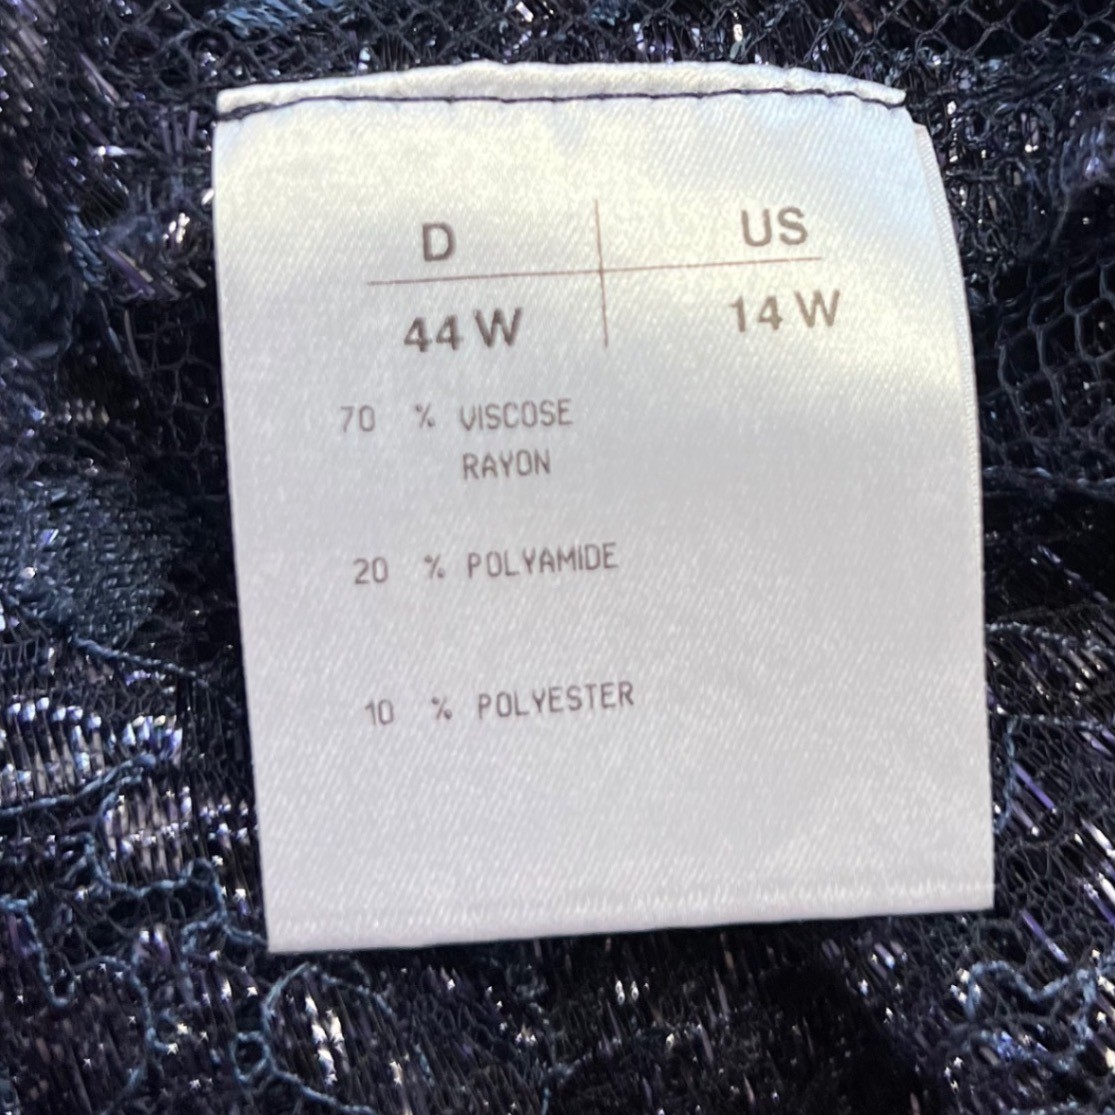 D US
44 W 14 W
70 % VISCOSE
RAYON
20 % POLYAMIDE
10 % POLYESTER